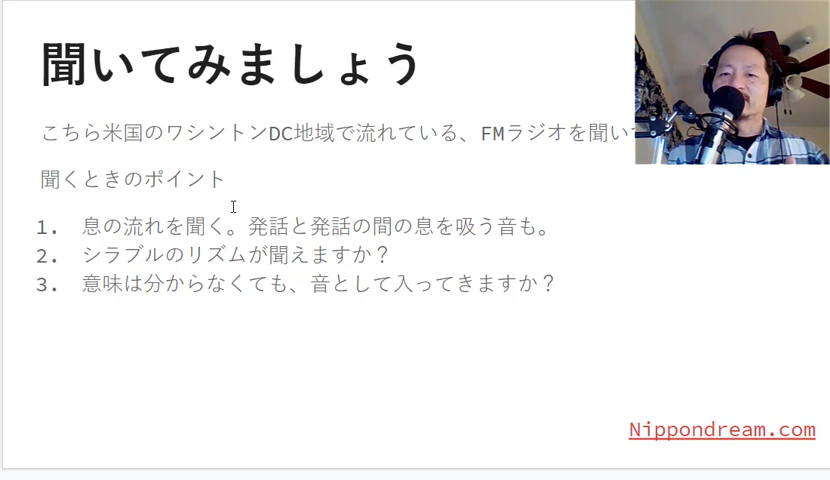 聞いてみましょう
こちら米国のワシントンDC地域で流れている、FMラジオを聞い
聞くときのポイント
1. 息の流れを聞く。発話と発話の間の息を吸う音も。
2. シラブルのリズムが聞えますか？
3. 意味は分からなくても、音として入ってきますか？
Nippondream.com